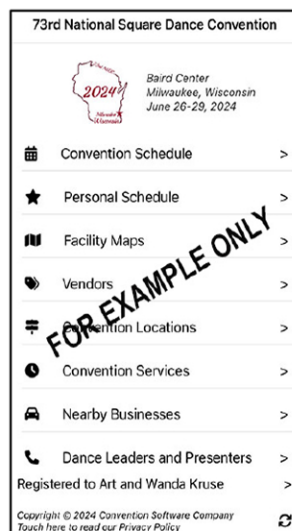 73rd National Square Dance Convention
2024
Milwaukee
Wisconsin
Baird Center
Milwaukee, Wisconsin
June 26-29, 2024
Convention Schedule >
Personal Schedule >
Facility Maps >
Vendors >
Convention Locations >
Convention Services >
Nearby Businesses >
Dance Leaders and Presenters >
Registered to Art and Wanda Kruse >
Copyright © 2024 Convention Software Company
Touch here to read our Privacy Policy
FOR EXAMPLE ONLY